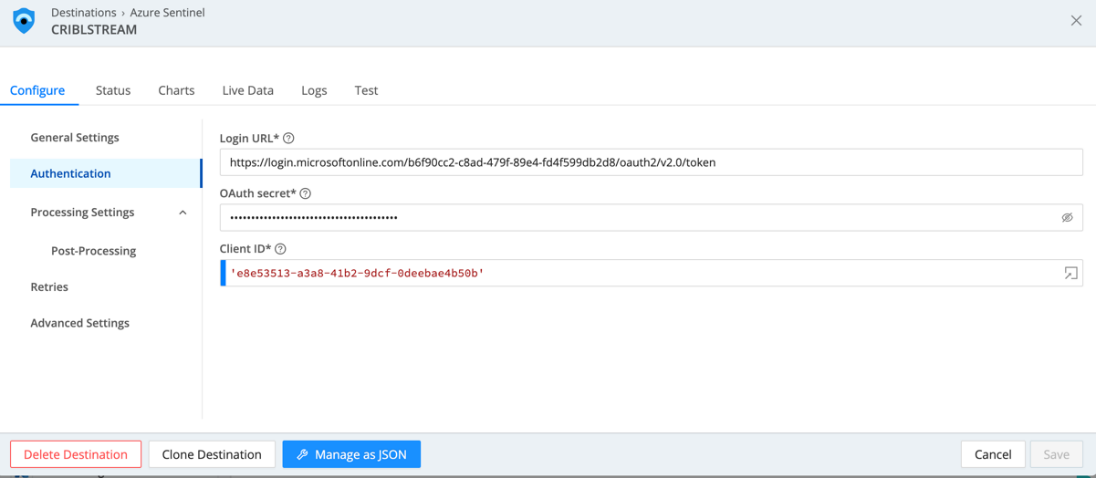 Destinations › Azure Sentinel
CRIBLSTREAM
Configure Status Charts Live Data Logs Test
General Settings
Authentication
Processing Settings
Post-Processing
Retries
Advanced Settings
Login URL*
https://login.microsoftonline.com/b6f90cc2-c8ad-479f-89e4-fd4f599db2d8/oauth2/v2.0/token
OAuth secret*
••••••••••••••••••••••••••••••••••••••••
Client ID*
'e8e53513-a3a8-41b2-9dcf-0deebae4b50b'
Delete Destination Clone Destination Manage as JSON Cancel Save